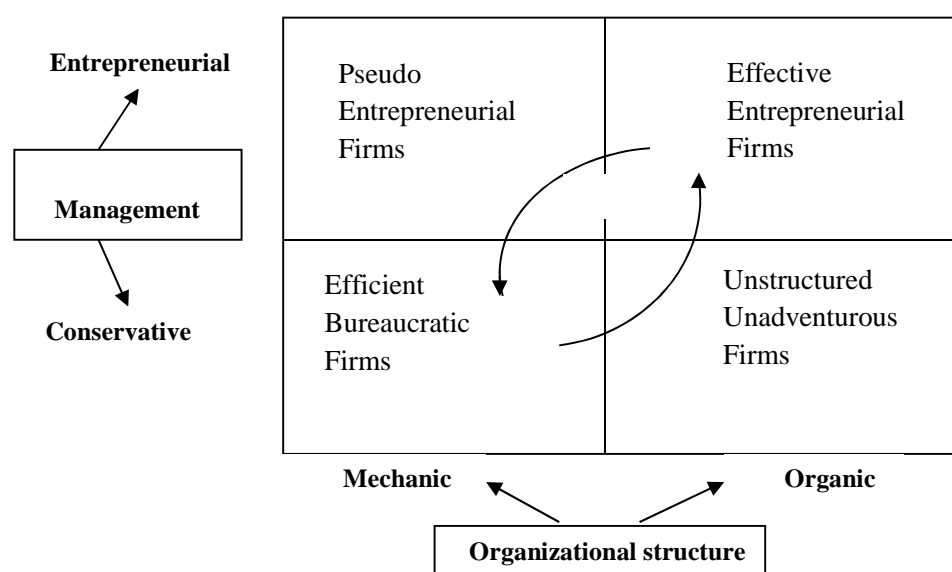 Entrepreneurial
Management
Conservative
Pseudo
Entrepreneurial
Firms
Effective
Entrepreneurial
Firms
Efficient
Bureaucratic
Firms
Unstructured
Unadventurous
Firms
Mechanic
Organic
Organizational structure